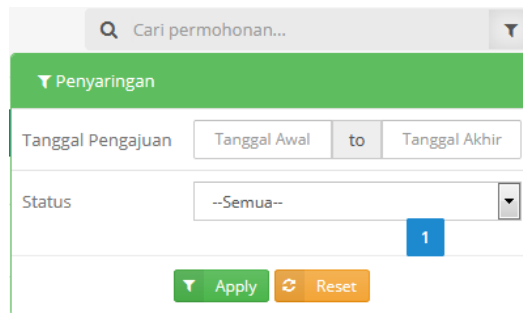 Cari permohonan...
Penyaringan
Tanggal Pengajuan Tanggal Awal to Tanggal Akhir
Status --Semua--
1
Apply Reset